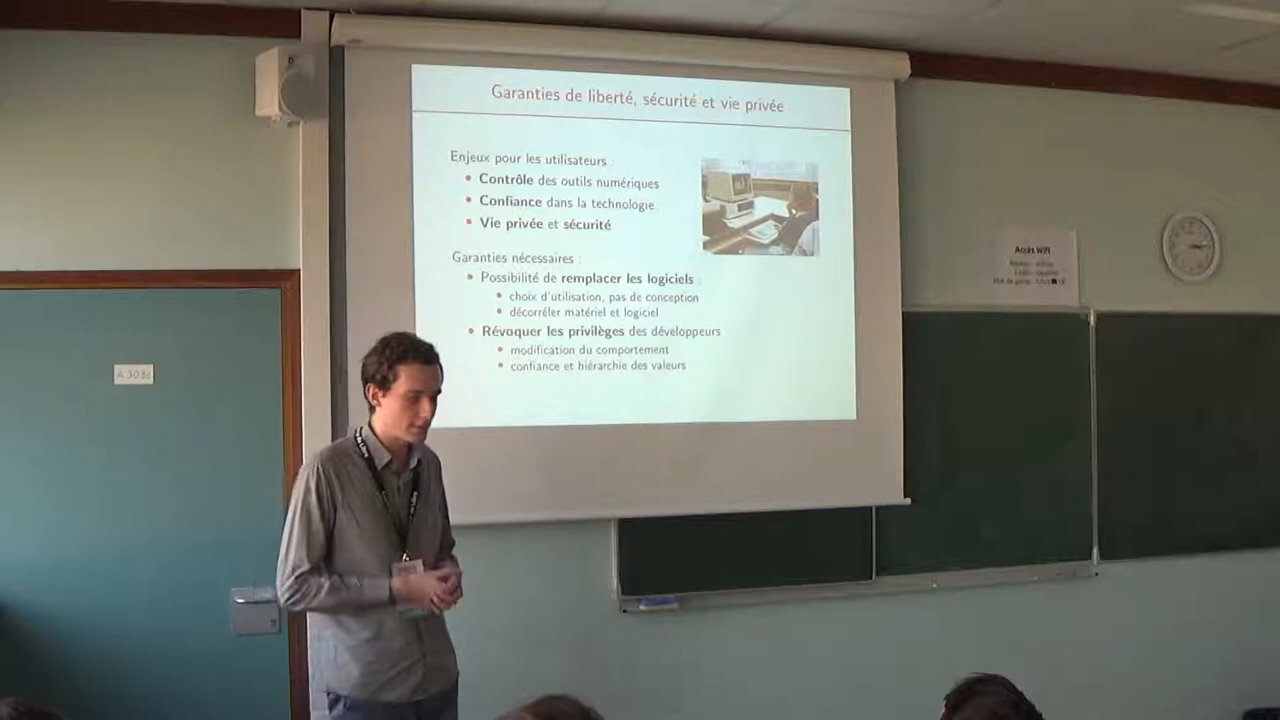 Garanties de liberté, sécurité et vie privée
Enjeux pour les utilisateurs :
• Contrôle des outils numériques
• Confiance dans la technologie
• Vie privée et sécurité
Garanties nécessaires :
• Possibilité de remplacer les logiciels :
• choix d'utilisation, pas de conception
• décorréler matériel et logiciel
• Révoquer les privilèges des développeurs
• modification du comportement
• confiance et hiérarchie des valeurs
Accès Wifi
A 303c